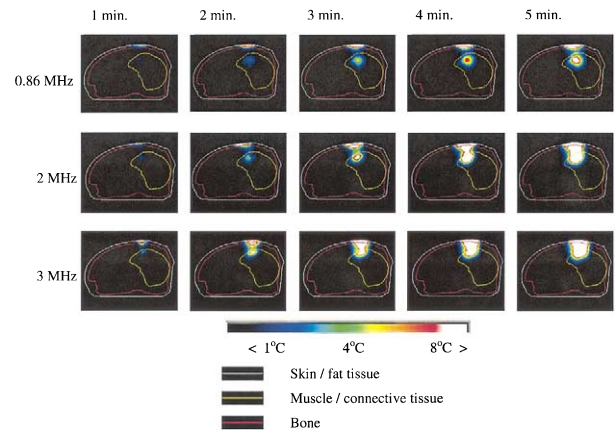 1 min. 2 min. 3 min. 4 min. 5 min.
0.86 MHz
2 MHz
3 MHz
< 1°C 4°C 8°C >
Skin / fat tissue
Muscle / connective tissue
Bone